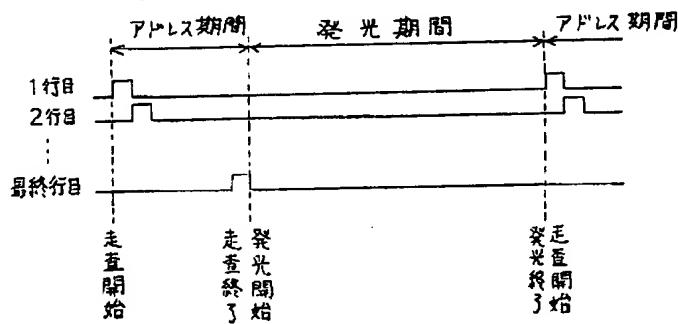 アドレス期間
発光期間
アドレス期間
1行目
2行目
最終行目
走査開始
走査終了
発光開始
発光終了
走査開始